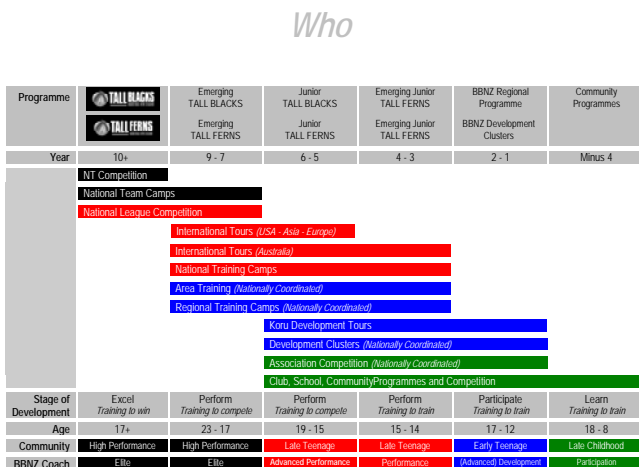 Who
Programme
TALL BLACKS
Emerging
TALL BLACKS
Junior
TALL BLACKS
Emerging Junior
TALL FERNS
BBNZ Regional
Programme
Community
Programmes
TALL FERNS
Emerging
TALL FERNS
Junior
TALL FERNS
Emerging Junior
TALL FERNS
BBNZ Development
Clusters
Year 10+ 9 - 7 6 - 5 4 - 3 2 - 1 Minus 4
NT Competition
National Team Camps
National League Competition
International Tours (USA - Asia - Europe)
International Tours (Australia)
National Training Camps
Area Training (Nationally Coordinated)
Regional Training Camps (Nationally Coordinated)
Koru Development Tours
Development Clusters (Nationally Coordinated)
Association Competition (Nationally Coordinated)
Club, School, CommunityProgrammes and Competition
Stage of
Development
Excel
Training to win
Perform
Training to compete
Perform
Training to compete
Perform
Training to train
Participate
Training to train
Learn
Training to train
Age 17+ 23 - 17 19 - 15 15 - 14 17 - 12 18 - 8
Community High Performance High Performance Late Teenage Late Teenage Early Teenage Late Childhood
BBNZ Coach Elite Elite Advanced Performance Performance (Advanced) Development Participation